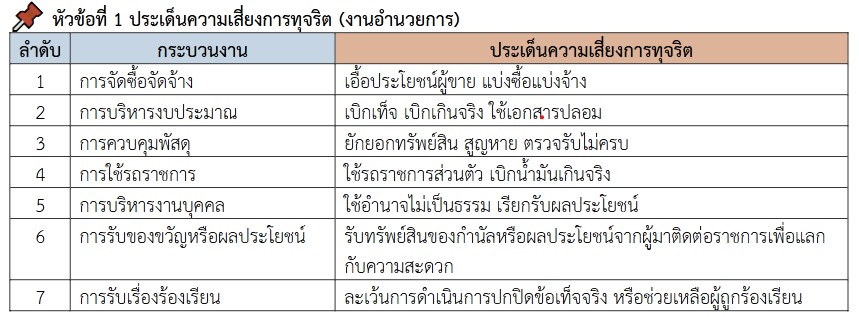 หัวข้อที่ 1 ประเด็นความเสี่ยงการทุจริต (งานอำนวยการ)
ลำดับ กระบวนงาน ประเด็นความเสี่ยงการทุจริต
1 การจัดซื้อจัดจ้าง เอื้อประโยชน์ผู้ขาย แบ่งซื้อแบ่งจ้าง
2 การบริหารงบประมาณ เบิกเท็จ เบิกเกินจริง ใช้เอกสารปลอม
3 การควบคุมพัสดุ ยักยอกทรัพย์สิน สูญหาย ตรวจรับไม่ครบ
4 การใช้รถราชการ ใช้รถราชการส่วนตัว เบิกน้ำมันเกินจริง
5 การบริหารงานบุคคล ใช้อำนาจไม่เป็นธรรม เรียกรับผลประโยชน์
6 การรับของขวัญหรือผลประโยชน์ รับทรัพย์สินของกำนัลหรือผลประโยชน์จากผู้มาติดต่อราชการเพื่อแลก
กับความสะดวก
7 การรับเรื่องร้องเรียน ละเว้นการดำเนินการปกปิดข้อเท็จจริง หรือช่วยเหลือผู้ถูกร้องเรียน